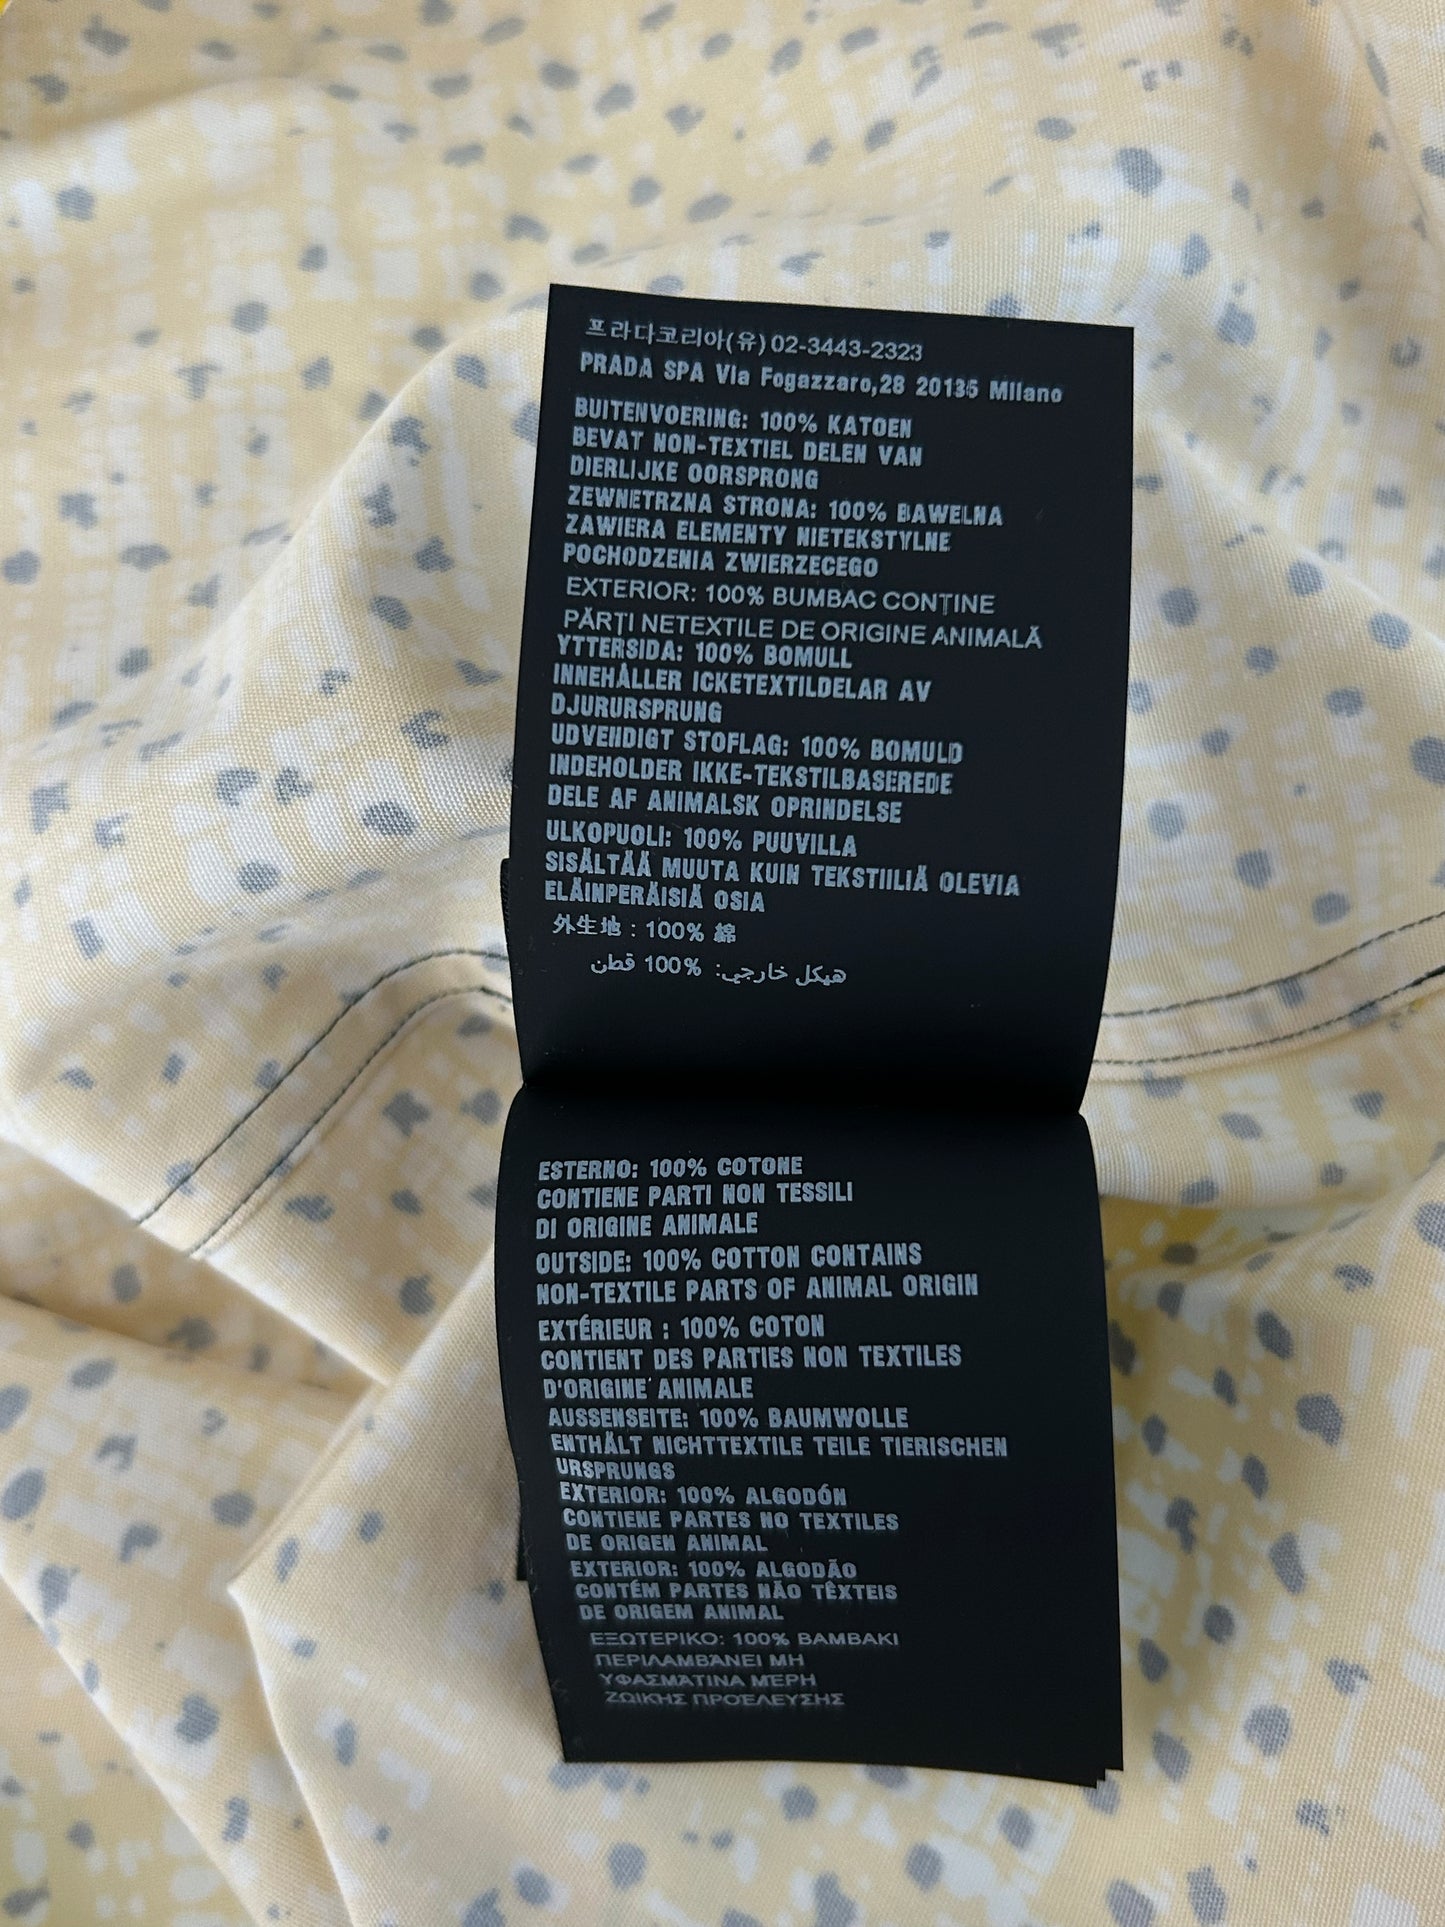 프라다코리아(유) 02-3443-2323
PRADA SPA Via Fogazzaro,28 20135 Milano
BUITENVOERING: 100% KATOEN
BEVAT NON-TEXTIEL DELEN VAN
DIERLIJKE OORSPRONG
ZEWNETRZNA STRONA: 100% BAWELNA
ZAWIERA ELEMENTY NIETEKSTYLNE
POCHODZENIA ZWIERZECEGO
EXTERIOR: 100% BUMBAC CONȚINE
PĂRȚI NETEXTILE DE ORIGINE ANIMALĂ
YTTERSIDA: 100% BOMULL
INNEHÅLLER ICKETEXTILDELAR AV
DJURURSPRUNG
UDVENDIGT STOFLAG: 100% BOMULD
INDEHOLDER IKKE-TEKSTILBASEREDE
DELE AF ANIMALSK OPRINDELSE
ULKOPUOLI: 100% PUUVILLA
SISÄLTÄÄ MUUTA KUIN TEKSTIILIÄ OLEVIA
ELÄINPERÄISIÄ OSIA
外生地 : 100% 綿
هيكل خارجي: %100 قطن
ESTERNO: 100% COTONE
CONTIENE PARTI NON TESSILI
DI ORIGINE ANIMALE
OUTSIDE: 100% COTTON CONTAINS
NON-TEXTILE PARTS OF ANIMAL ORIGIN
EXTÉRIEUR : 100% COTON
CONTIENT DES PARTIES NON TEXTILES
D'ORIGINE ANIMALE
AUSSENSEITE: 100% BAUMWOLLE
ENTHÄLT NICHTTEXTILE TEILE TIERISCHEN
URSPRUNGS
EXTERIOR: 100% ALGODÓN
CONTIENE PARTES NO TEXTILES
DE ORIGEN ANIMAL
EXTERIOR: 100% ALGODÃO
CONTÉM PARTES NÃO TÊXTEIS
DE ORIGEM ANIMAL
ΕΞΩΤΕΡΙΚΟ: 100% ΒΑΜΒΑΚΙ
ΠΕΡΙΛΑΜΒΆΝΕΙ ΜΗ
ΥΦΑΣΜΆΤΙΝΑ ΜΈΡΗ
ΖΩΙΚΉΣ ΠΡΟΈΛΕΥΣΗΣ